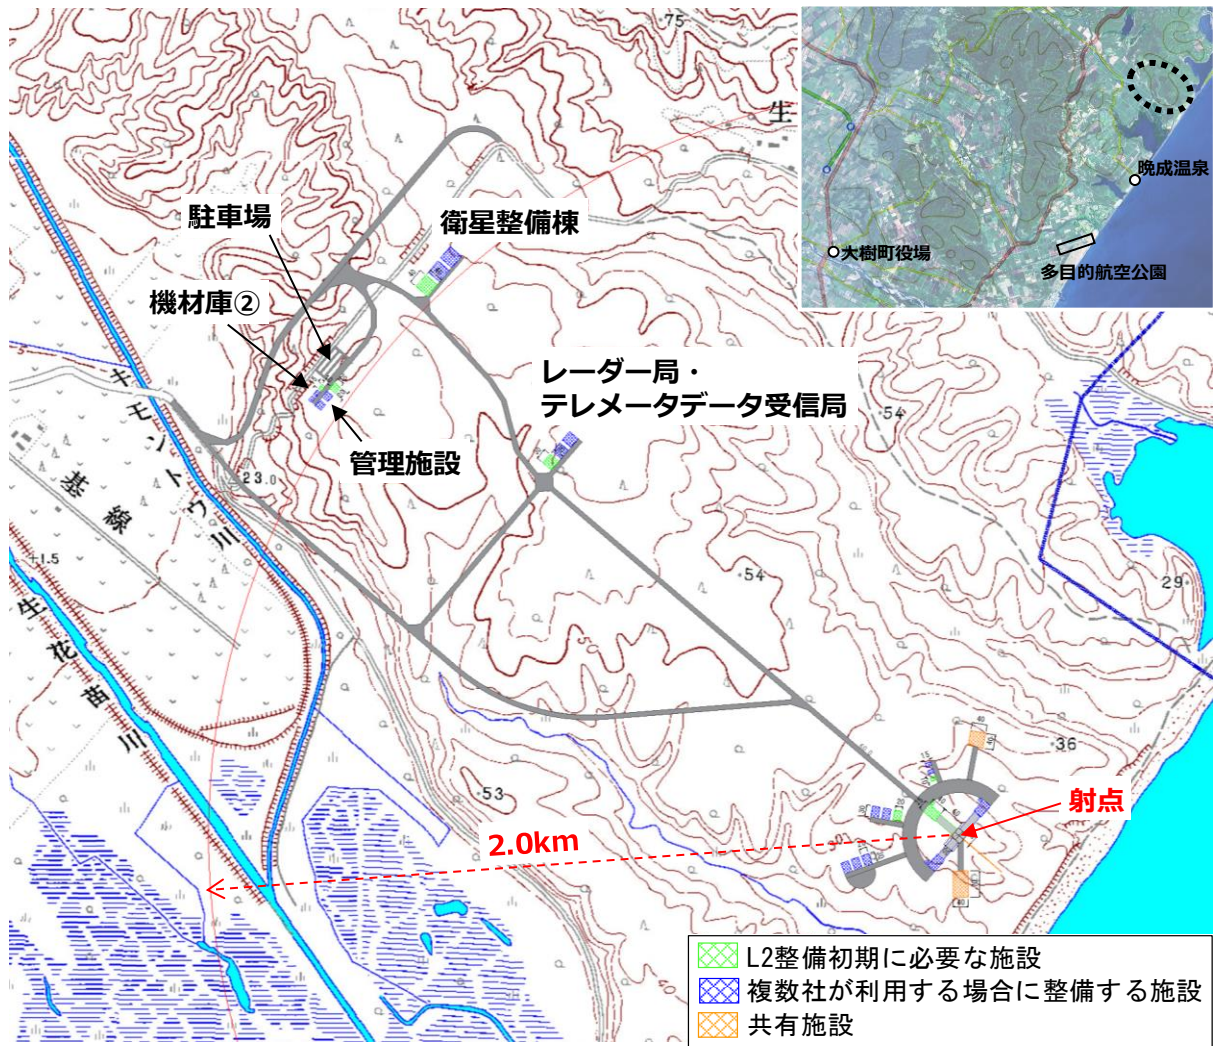 75
生
晩成温泉
大樹町役場
多目的航空公園
駐車場
衛星整備棟
機材庫②
レーダー局・
テレメータデータ受信局
管理施設
54
キモントウ川
基線
23.0
+1.5
生花苗川
54
29
36
53
2.0km
射点
40
40
L2整備初期に必要な施設
複数社が利用する場合に整備する施設
共有施設